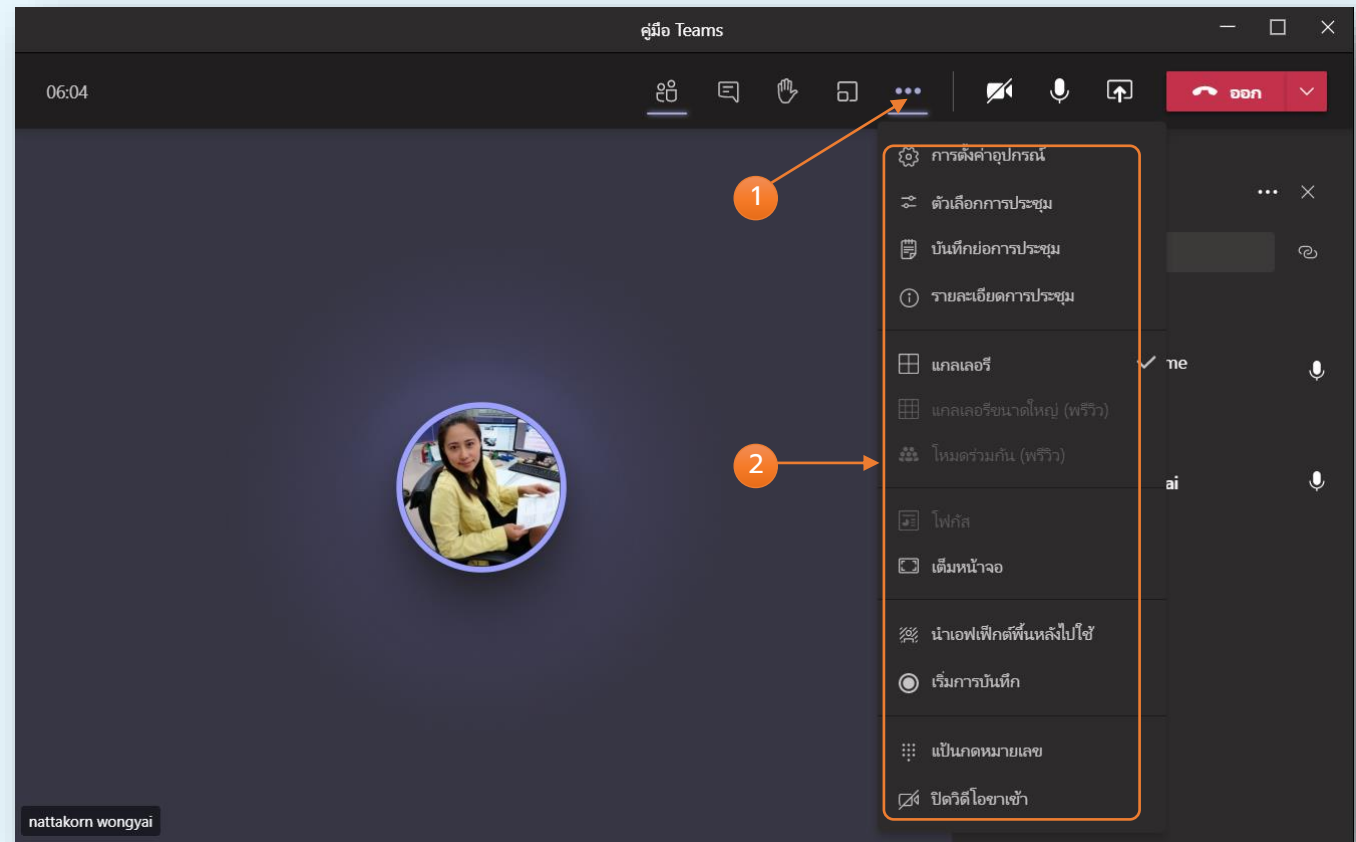 คู่มือ Teams
06:04
ออก
1
การตั้งค่าอุปกรณ์
ตัวเลือกการประชุม
บันทึกย่อการประชุม
รายละเอียดการประชุม
แกลเลอรี
me
แกลเลอรีขนาดใหญ่ (พรีวิว)
2
โหมดร่วมกัน (พรีวิว)
ai
โฟกัส
เต็มหน้าจอ
นำเอฟเฟ็กต์พื้นหลังไปใช้
เริ่มการบันทึก
แป้นกดหมายเลข
ปิดวิดีโอขาเข้า
nattakorn wongyai